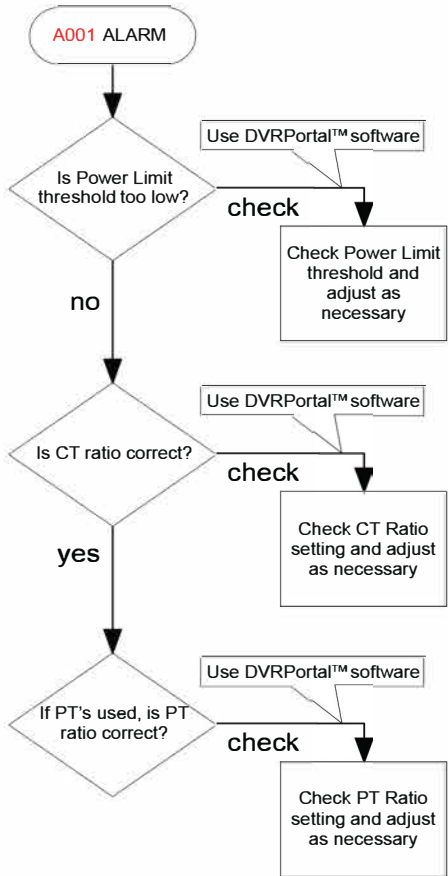 A001 ALARM
Use DVRPortal™ software
Is Power Limit
threshold too low?
check
Check Power Limit
threshold and
adjust as
necessary
no
Use DVRPortal™ software
Is CT ratio correct?
check
Check CT Ratio
setting and adjust
as necessary
yes
Use DVRPortal™ software
If PT's used, is PT
ratio correct?
check
Check PT Ratio
setting and adjust
as necessary